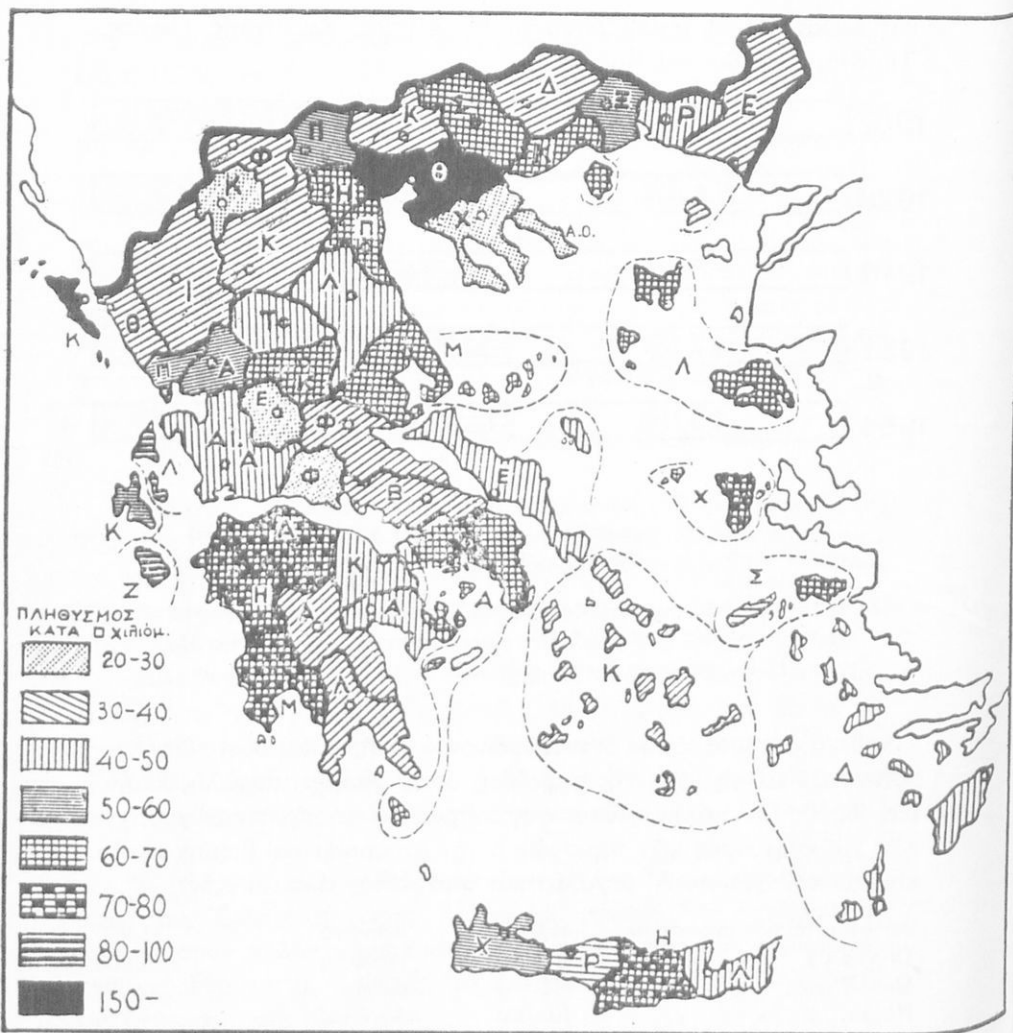 Δ
Ξ
Ρ
Ε
Σ
Κ
Κ
Π
Φ
Κ
Η
Π
Θ
Χ
Α.Ο.
Κ
Ι
Λ
Θ
Κ
Τ
Μ
Λ
Π
Α
Κ
Ε
Φ
Α
Α
Λ
Φ
Β
Ε
Χ
Κ
Α
Κ
Ζ
Η
Α
Α
Α
Σ
Κ
Μ
Λ
Δ
ΠΛΗΘΥΣΜΟΣ
ΚΑΤΑ □ χιλιόμ.
20-30
30-40
40-50
50-60
60-70
70-80
80-100
150-
Χ
Ρ
Η
Λ